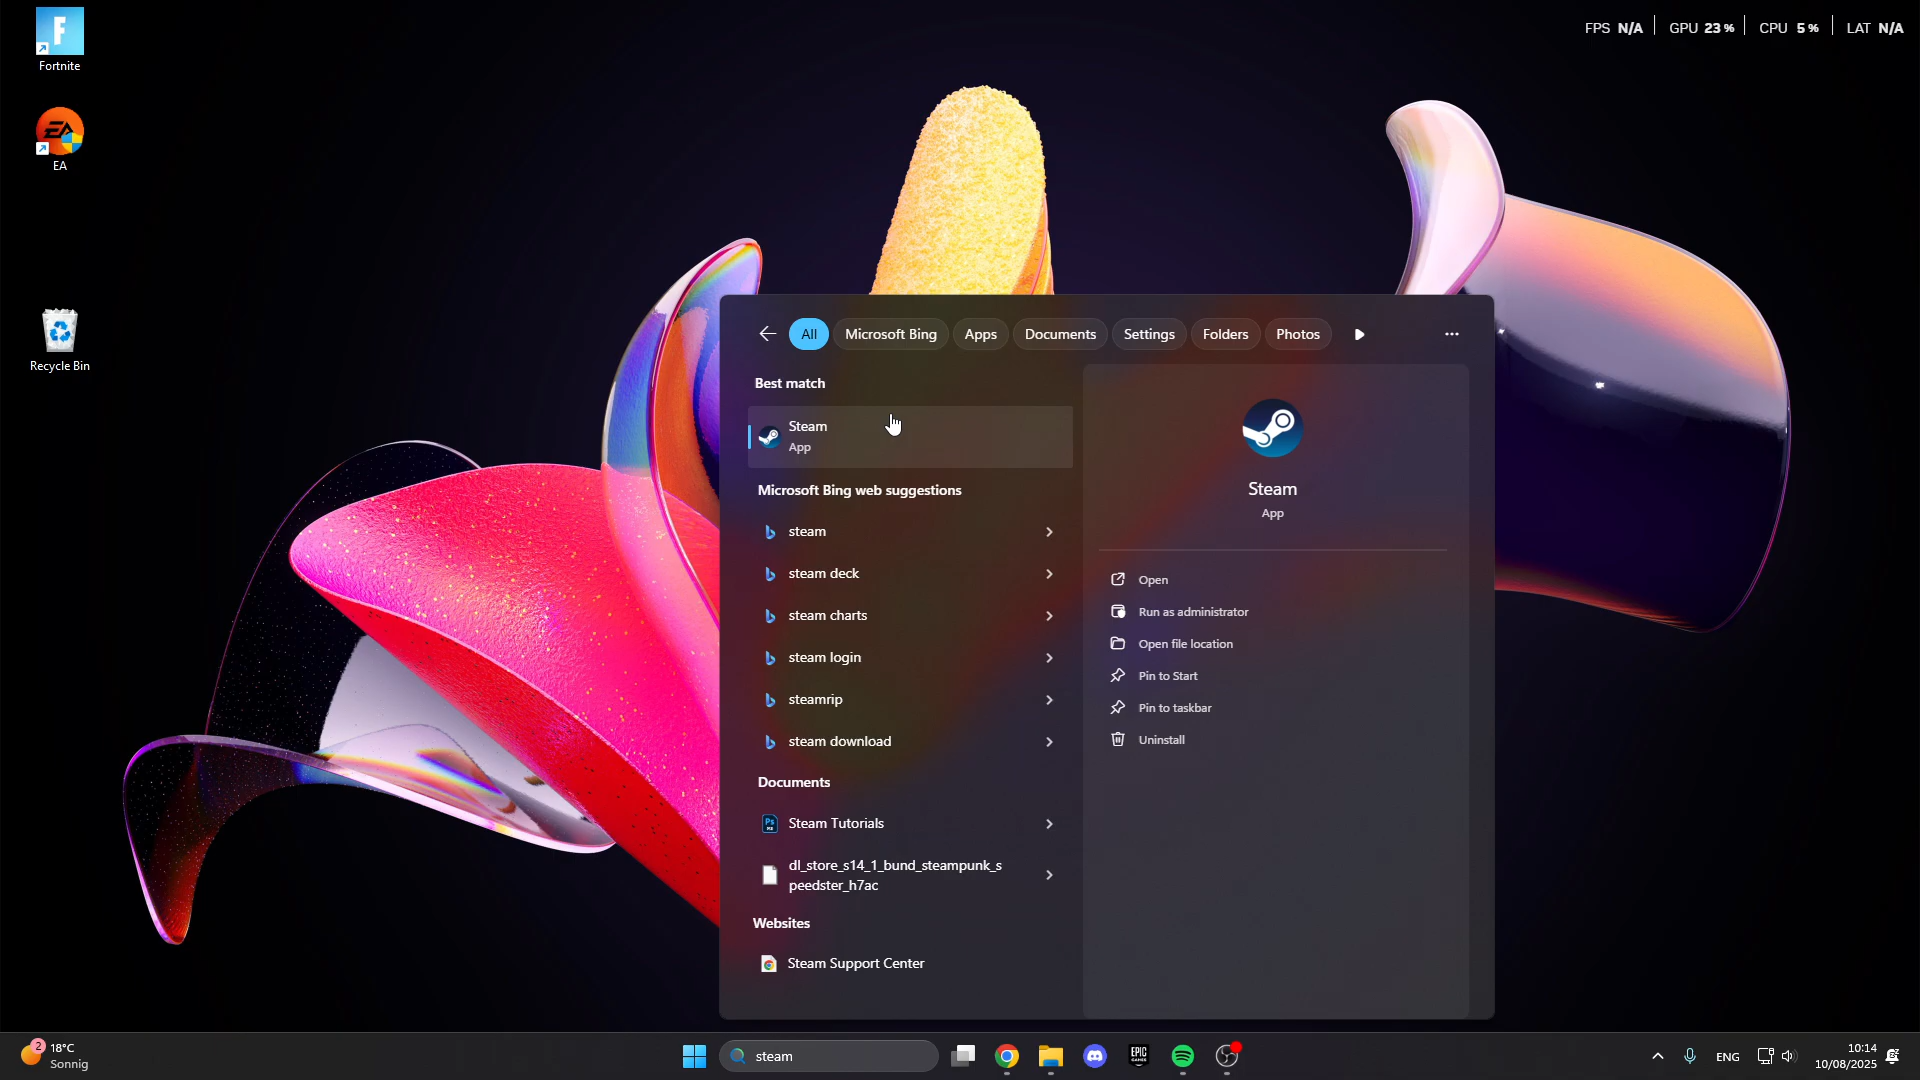 Fortnite
EA
Recycle Bin
FPS N/A GPU 23 % CPU 5 % LAT N/A
All Microsoft Bing Apps Documents Settings Folders Photos
Best match
Steam
App
Microsoft Bing web suggestions
steam
steam deck
steam charts
steam login
steamrip
steam download
Documents
Steam Tutorials
dl_store_s14_1_bund_steampunk_s
peedster_h7ac
Websites
Steam Support Center
Steam
App
Open
Run as administrator
Open file location
Pin to Start
Pin to taskbar
Uninstall
2
18°C
Sonnig
steam
EPIC
GAMES
ENG
10:14
10/08/2025